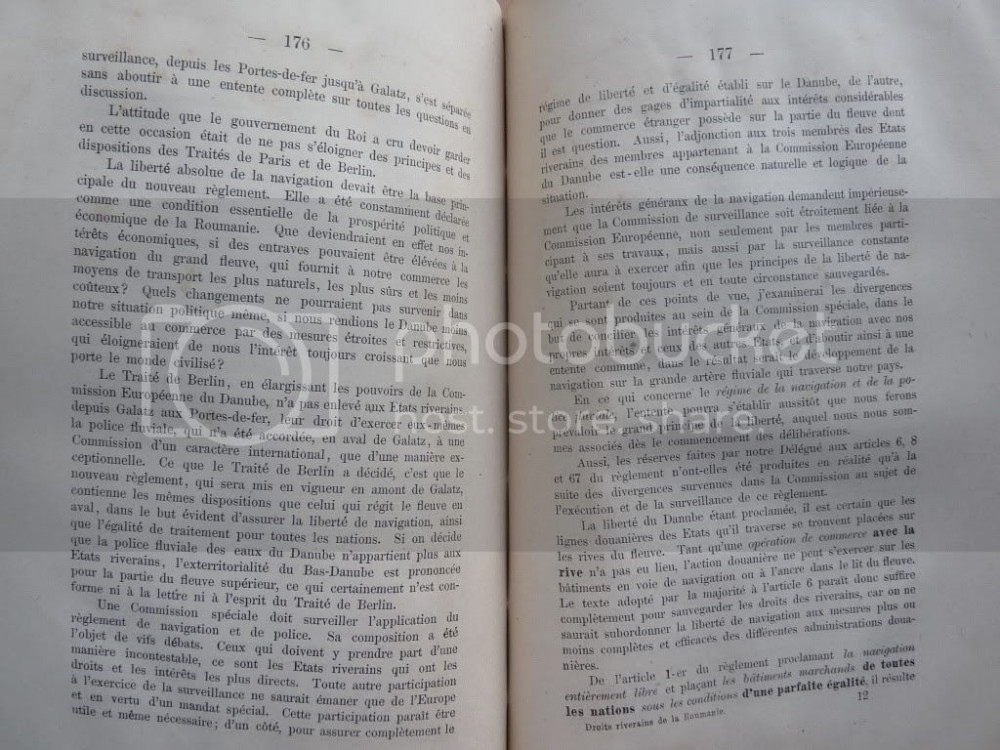 — 176 —
surveillance, depuis les Portes-de-fer jusqu'à Galatz, s'est séparée
sans aboutir à une entente complète sur toutes les questions en
discussion.
L'attitude que le gouvernement du Roi a cru devoir garder
en cette occasion était de ne pas s'éloigner des principes et des
dispositions des Traités de Paris et de Berlin.
La liberté absolue de la navigation devait être la base prin-
cipale du nouveau règlement. Elle a été constamment déclarée
comme une condition essentielle de la prospérité politique et
économique de la Roumanie. Que deviendraient en effet nos in-
térêts économiques, si des entraves pouvaient être élévées à la
navigation du grand fleuve, qui fournit à notre commerce les
moyens de transport les plus naturels, les plus sûrs et les moins
coûteux? Quels changements ne pourraient pas survenir dans
notre situation politique même, si nous rendions le Danube moins
accessible au commerce par des mesures étroites et restrictives,
qui éloigneraient de nous l'intérêt toujours croissant que nous
porte le monde civilisé?
Le Traité de Berlin, en élargissant les pouvoirs de la Com-
mission Européenne du Danube, n'a pas enlevé aux Etats riverains
depuis Galatz aux Portes-de-fer, leur droit d'exercer eux-mêmes
la police fluviale, qui n'a été accordée, en aval de Galatz, à une
Commission d'un caractère international, que d'une manière ex-
ceptionnelle. Ce que le Traité de Berlin a décidé, c'est que le
nouveau règlement, qui sera mis en vigueur en amont de Galatz,
contienne les mêmes dispositions que celui qui régit le fleuve en
aval, dans le but évident d'assurer la liberté de navigation, ainsi
que l'égalité de traitement pour toutes les nations. Si on décide
que la police fluviale des eaux du Danube n'appartient plus aux
Etats riverains, l'exterritorialité du Bas-Danube est prononcée
pour la partie du fleuve supérieur, ce qui certainement n'est con-
forme ni à la lettre ni à l'esprit du Traité de Berlin.
Une Commission spéciale doit surveiller l'application du
règlement de navigation et de police. Sa composition a été
l'objet de vifs débats. Ceux qui doivent y prendre part d'une
manière incontestable, ce sont les Etats riverains qui ont les
droits et les intérêts les plus directs. Toute autre participation
à l'exercice de la surveillance ne saurait émaner que de l'Europe
et en vertu d'un mandat spécial. Cette participation paraît être
utile et même nécessaire; d'un côté, pour assurer complètement le
— 177 —
régime de liberté et d'égalité établi sur le Danube, de l'autre,
pour donner des gages d'impartialité aux intérêts considérables
que le commerce étranger possède sur la partie du fleuve dont
il est question. Aussi, l'adjonction aux trois membres des Etats
riverains des membres appartenant à la Commission Européenne
du Danube est-elle une conséquence naturelle et logique de la
situation.
Les intérêts généraux de la navigation demandent impérieuse-
ment que la Commission de surveillance soit étroitement liée à la
Commission Européenne, non seulement par les membres parti-
cipant à ses travaux, mais aussi par la surveillance constante
qu'elle aura à exercer afin que les principes de la liberté de na-
vigation soient toujours et en toute circonstance sauvegardés.
Partant de ces points de vue, j'examinerai les divergences
qui se sont produites au sein de la Commission spéciale, dans le
but de concilier les intérêts généraux de la navigation avec nos
propres intérêts et ceux des autres Etats, et d'aboutir ainsi à une
entente commune, dans le résultat serait le développement de la
navigation sur la grande artère fluviale qui traverse notre pays.
En ce qui concerne le régime de la navigation et de la po-
lice fluviale, l'entente pourra s'établir aussitôt que nous ferons
prévaloir le grand principe de la liberté, auquel nous nous som-
mes associés dès le commencement des délibérations.
Aussi, les réserves faites par notre Délégué aux articles 6, 8
et 67 du règlement n'ont-elles été produites en réalité qu'à la
suite des divergences survennes dans la Commission au sujet de
l'exécution et de la surveillance de ce règlement.
La liberté du Danube étant proclamée, il est certain que les
lignes douanières des Etats qu'il traverse se trouvent placées sur
les rives du fleuve. Tant qu'une opération de commerce avec la
rive n'a pas eu lieu, l'action douanière ne peut s'exercer sur les
bâtiments en voie de navigation ou à l'ancre dans le lit du fleuve.
Le texte adopté par la majorité à l'article 6 paraît donc suffire
complètement pour sauvegarder les droits des riverains, car on ne
saurait subordonner la liberté de navigation aux mesures plus ou
moins complètes et efficaces des différentes administrations doua-
nières.
De l'article 1-er du règlement proclamant la navigation
entièrement libre et plaçant les bâtiments marchands de toutes
les nations sous les conditions d'une parfaite égalité, il résulte
Droits riverains de la Roumanie. 12
photobucket
host. store. share.